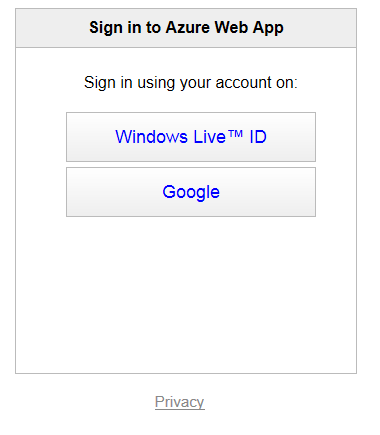 Sign in to Azure Web App
Sign in using your account on:
Windows Live™ ID
Google
Privacy